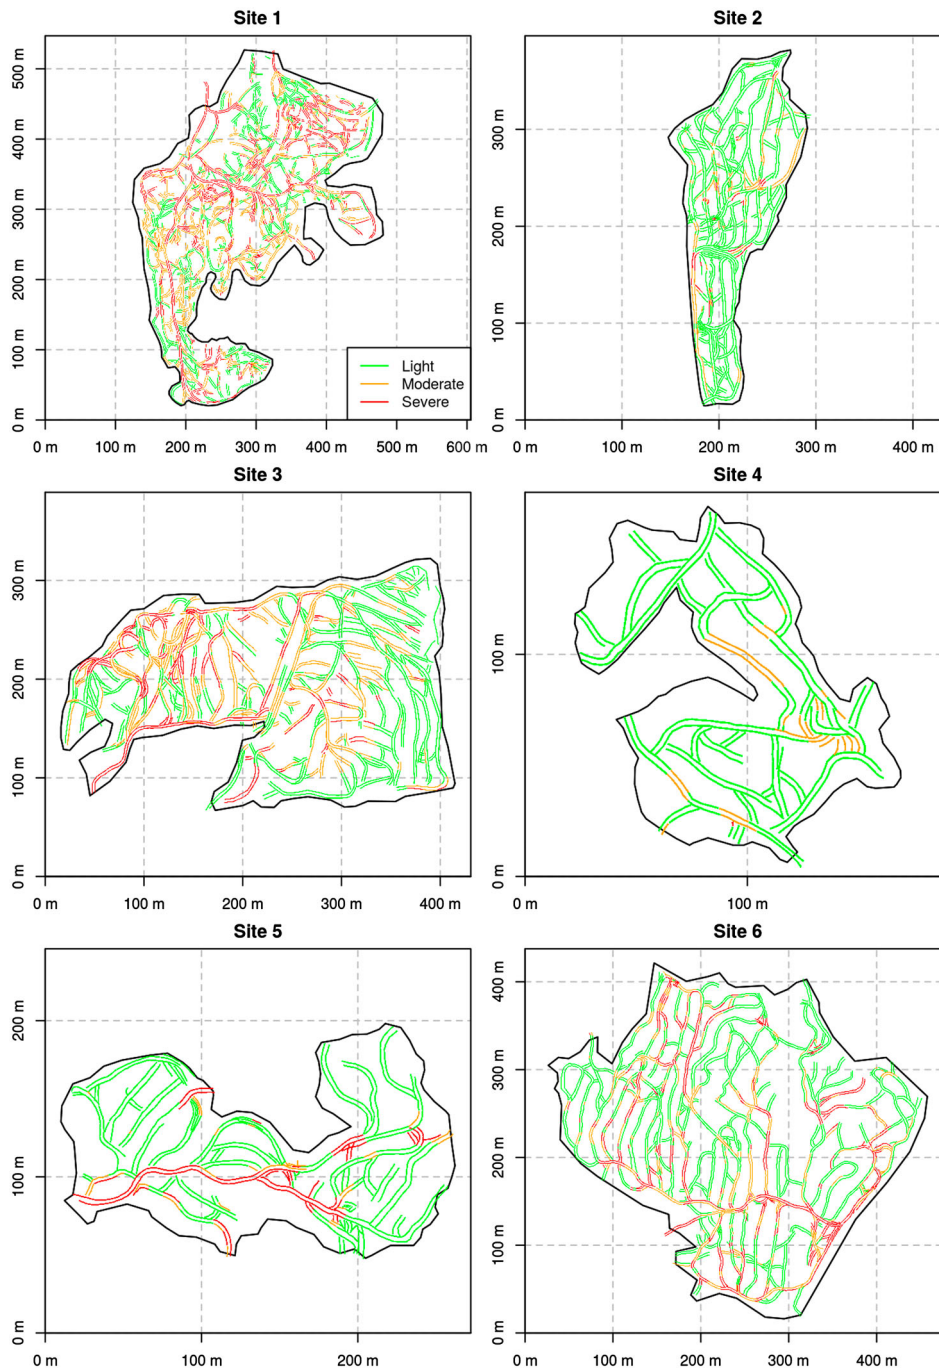 Site 1
500 m
400 m
300 m
200 m
100 m
0 m
Light
Moderate
Severe
0 m 100 m 200 m 300 m 400 m 500 m 600 m
Site 2
300 m
200 m
100 m
0 m
0 m 100 m 200 m 300 m 400 m
Site 3
300 m
200 m
100 m
0 m
0 m 100 m 200 m 300 m 400 m
Site 4
100 m
0 m
0 m 100 m
Site 5
200 m
100 m
0 m
0 m 100 m 200 m
Site 6
400 m
300 m
200 m
100 m
0 m
0 m 100 m 200 m 300 m 400 m